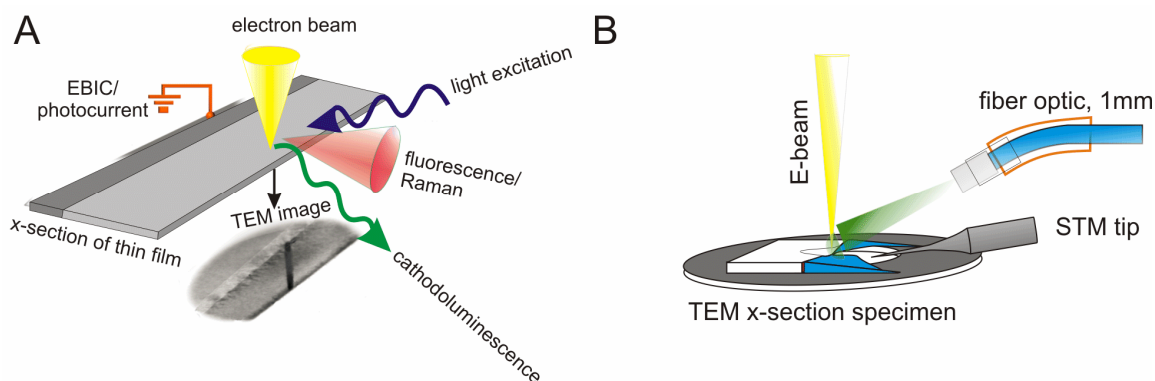 A
electron beam
EBIC/
photocurrent
light excitation
fluorescence/
Raman
TEM image
x-section of thin film
cathodoluminescence
B
E-beam
fiber optic, 1mm
STM tip
TEM x-section specimen